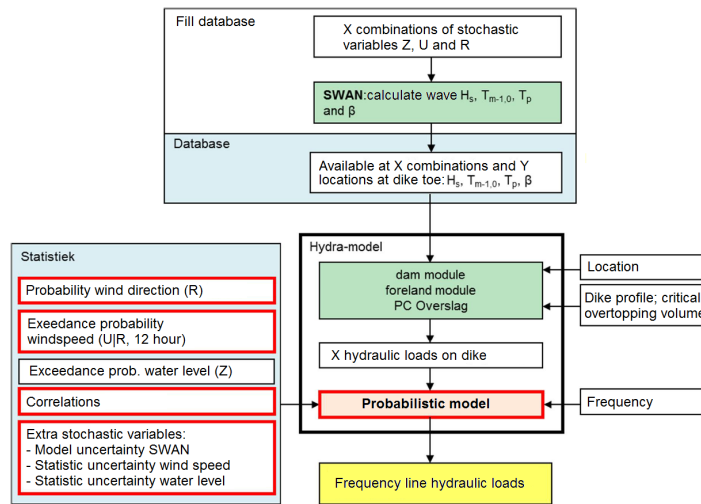 Fill database
X combinations of stochastic
variables Z, U and R
SWAN:calculate wave Hs, Tm-1,0, Tp
and β
Database
Available at X combinations and Y
locations at dike toe: Hs, Tm-1,0, Tp, β
Statistiek
Probability wind direction (R)
Exeedance probability
windspeed (U|R, 12 hour)
Exceedance prob. water level (Z)
Correlations
Extra stochastic variables:
- Model uncertainty SWAN
- Statistic uncertainty wind speed
- Statistic uncertainty water level
Hydra-model
dam module
foreland module
PC Overslag
X hydraulic loads on dike
Probabilistic model
Frequency line hydraulic loads
Location
Dike profile; critical
overtopping volume
Frequency